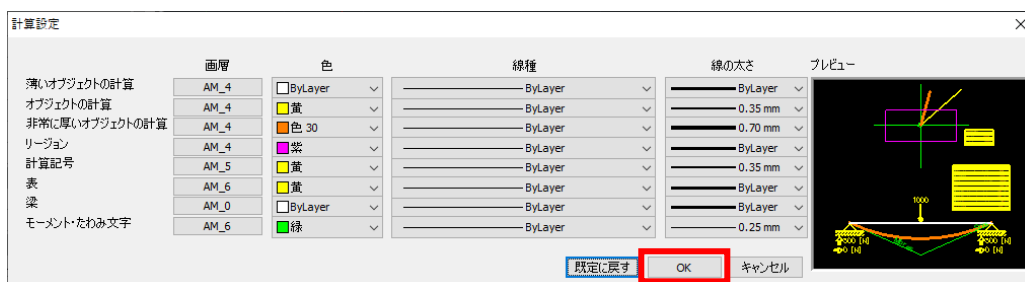 計算設定
画層 色 線種 線の太さ プレビュー
薄いオブジェクトの計算 AM_4 ByLayer ByLayer ByLayer
オブジェクトの計算 AM_4 黄 ByLayer 0.35 mm
非常に厚いオブジェクトの計算 AM_4 色 30 ByLayer 0.70 mm
リージョン AM_4 紫 ByLayer ByLayer
計算記号 AM_5 黄 ByLayer 0.35 mm
表 AM_6 黄 ByLayer ByLayer
梁 AM_0 ByLayer ByLayer ByLayer
モーメント・たわみ文字 AM_6 緑 ByLayer 0.25 mm
1000
500 [N] 500 [N]
0 [N] 0 [N]
既定に戻す OK キャンセル